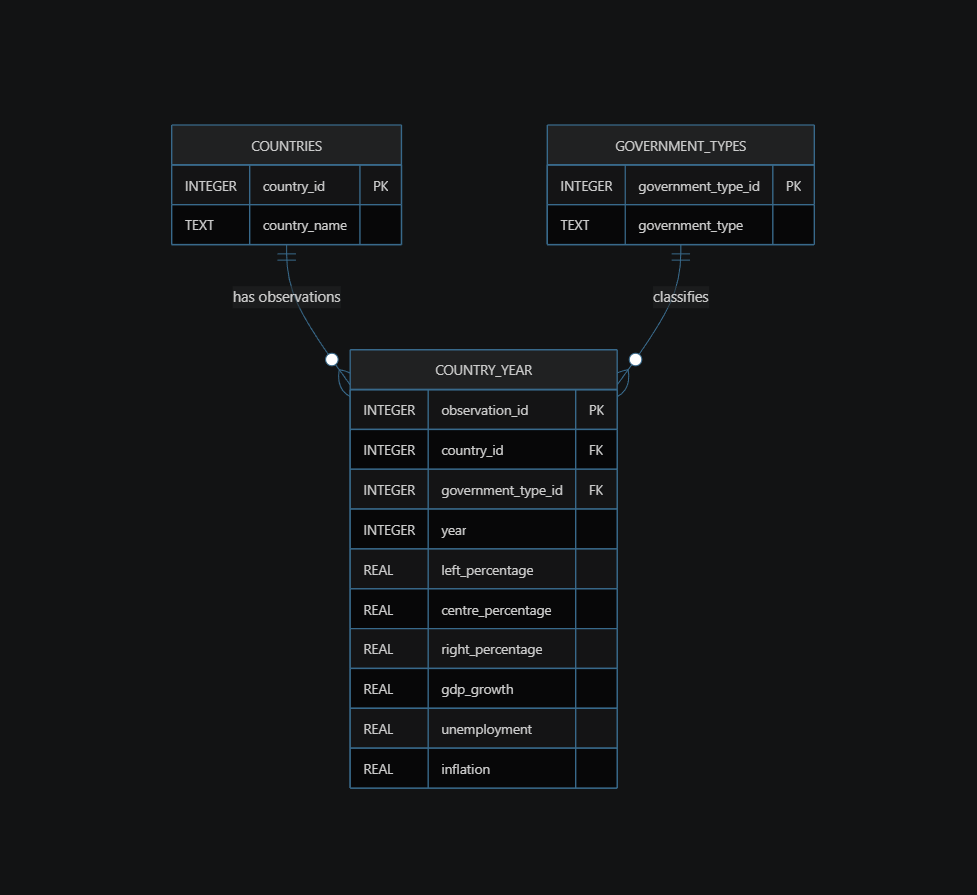 COUNTRIES
INTEGER country_id PK
TEXT country_name
GOVERNMENT_TYPES
INTEGER government_type_id PK
TEXT government_type
has observations
classifies
COUNTRY_YEAR
INTEGER observation_id PK
INTEGER country_id FK
INTEGER government_type_id FK
INTEGER year
REAL left_percentage
REAL centre_percentage
REAL right_percentage
REAL gdp_growth
REAL unemployment
REAL inflation